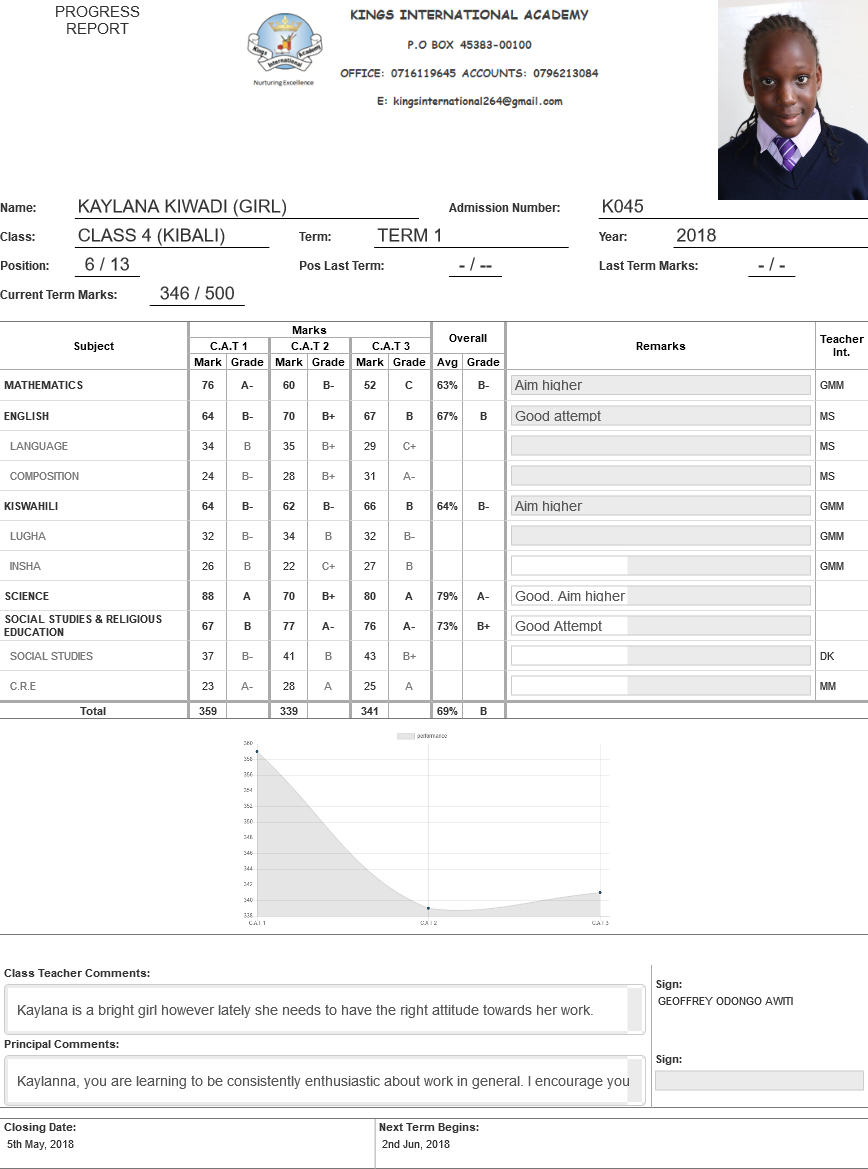 PROGRESS
REPORT
KINGS INTERNATIONAL ACADEMY
P.O BOX 45383-00100
OFFICE: 0716119645 ACCOUNTS: 0796213084
E: kingsinternational264@gmail.com
Kings International Academy
Nurturing Excellence
Name: KAYLANA KIWADI (GIRL) Admission Number: K045
Class: CLASS 4 (KIBALI) Term: TERM 1 Year: 2018
Position: 6 / 13 Pos Last Term: - / -- Last Term Marks: - / -
Current Term Marks: 346 / 500
Subject Marks Overall Remarks Teacher Int.
C.A.T 1 C.A.T 2 C.A.T 3
Mark Grade Mark Grade Mark Grade Avg Grade
MATHEMATICS 76 A- 60 B- 52 C 63% B- Aim higher GMM
ENGLISH 64 B- 70 B+ 67 B 67% B Good attempt MS
LANGUAGE 34 B 35 B+ 29 C+ MS
COMPOSITION 24 B- 28 B+ 31 A- MS
KISWAHILI 64 B- 62 B- 66 B 64% B- Aim higher GMM
LUGHA 32 B- 34 B 32 B- GMM
INSHA 26 B 22 C+ 27 B GMM
SCIENCE 88 A 70 B+ 80 A 79% A- Good. Aim higher
SOCIAL STUDIES & RELIGIOUS
EDUCATION 67 B 77 A- 76 A- 73% B+ Good Attempt
SOCIAL STUDIES 37 B- 41 B 43 B+ DK
C.R.E 23 A- 28 A 25 A MM
Total 359 339 341 69% B
performance
360
358
356
354
352
350
348
346
344
342
340
338
C.A.T 1 C.A.T 2 C.A.T 3
Class Teacher Comments:
Kaylana is a bright girl however lately she needs to have the right attitude towards her work.
Sign:
GEOFFREY ODONGO AWITI
Principal Comments:
Kaylanna, you are learning to be consistently enthusiastic about work in general. I encourage you
Sign:
Closing Date: Next Term Begins:
5th May, 2018 2nd Jun, 2018